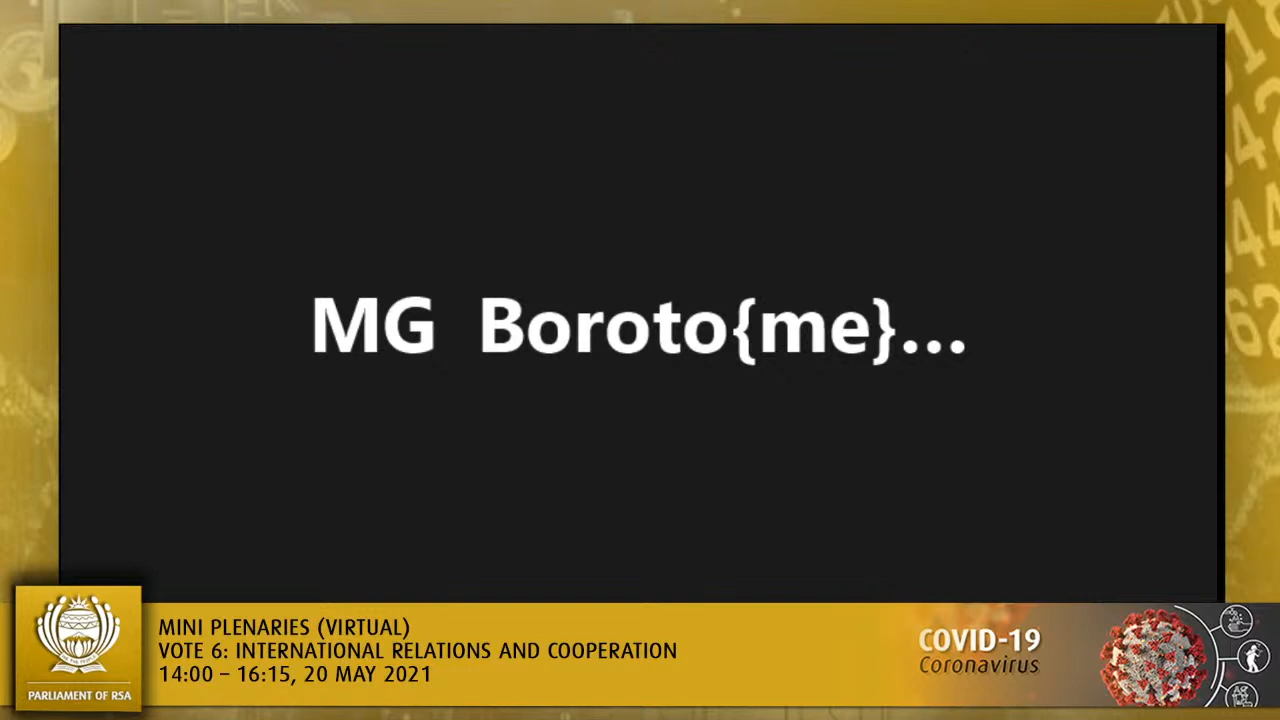 MG Boroto{me}...
MINI PLENARIES (VIRTUAL)
VOTE 6: INTERNATIONAL RELATIONS AND COOPERATION
14:00 – 16:15, 20 MAY 2021
PARLIAMENT OF RSA
COVID-19
Coronavirus